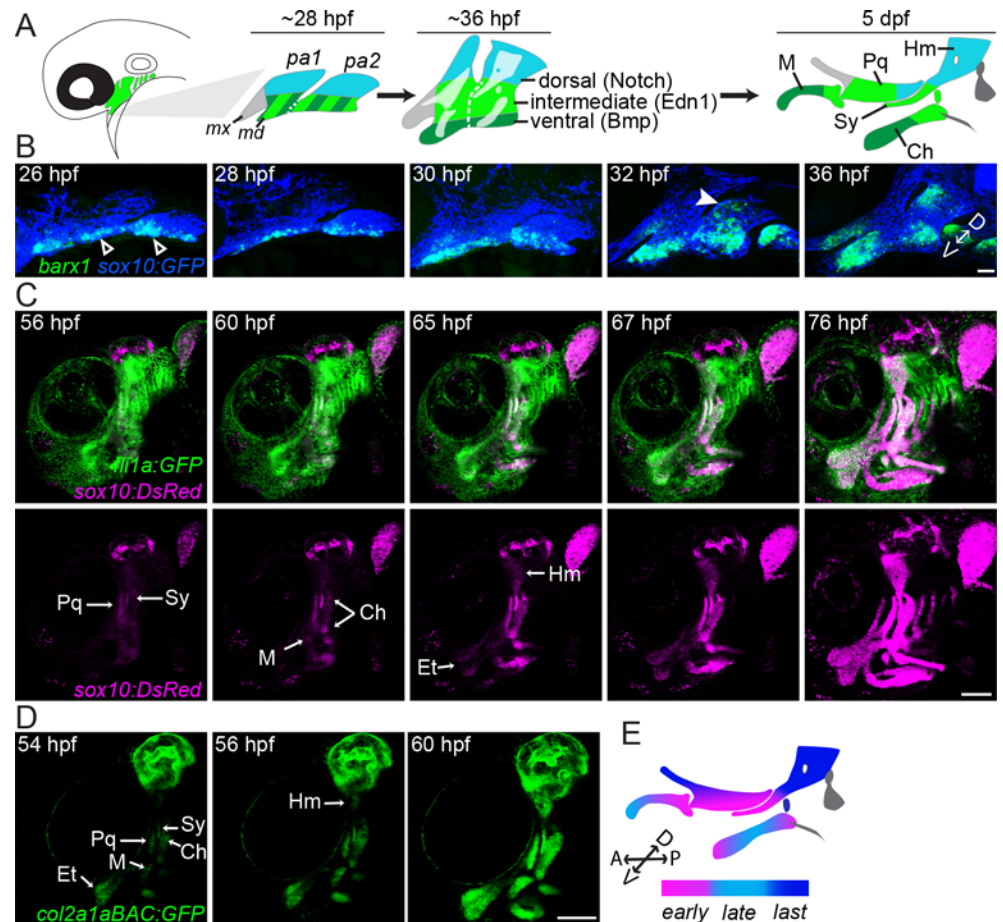 A
~28 hpf
~36 hpf
5 dpf
pa1
pa2
mx
md
dorsal (Notch)
intermediate (Edn1)
ventral (Bmp)
M
Pq
Hm
Sy
Ch
B
26 hpf
28 hpf
30 hpf
32 hpf
36 hpf
barx1 sox10:GFP
D
V
C
56 hpf
60 hpf
65 hpf
67 hpf
76 hpf
fli1a:GFP
sox10:DsRed
Pq
Sy
M
Ch
Hm
Et
sox10:DsRed
D
54 hpf
56 hpf
60 hpf
Sy
Pq
Ch
M
Et
Hm
col2a1aBAC:GFP
E
D
A P
V
early late last